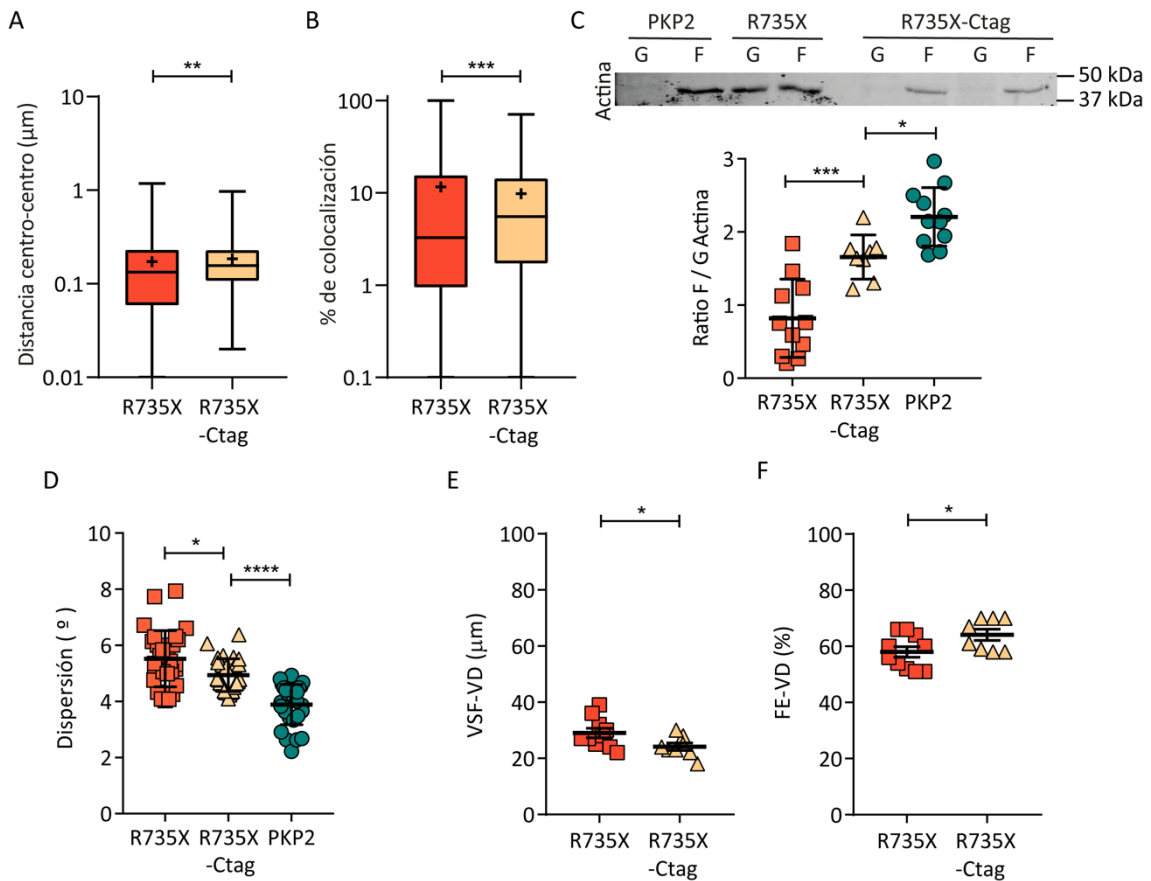 A
Distancia centro-centro (µm)
10
1
0.1
0.01
**
R735X
R735X
-Ctag
B
% de colocalización
100
10
1
0.1
***
R735X
R735X
-Ctag
C
PKP2
R735X
R735X-Ctag
G
F
G
F
G
F
G
F
Actina
50 kDa
37 kDa
Ratio F / G Actina
3
2
1
0
***
*
R735X
R735X
-Ctag
PKP2
D
Dispersión ( º )
10
8
6
4
2
0
*
****
R735X
R735X
-Ctag
PKP2
E
VSF-VD (µm)
100
80
60
40
20
0
*
R735X
R735X
-Ctag
F
FE-VD (%)
100
80
60
40
20
0
*
R735X
R735X
-Ctag